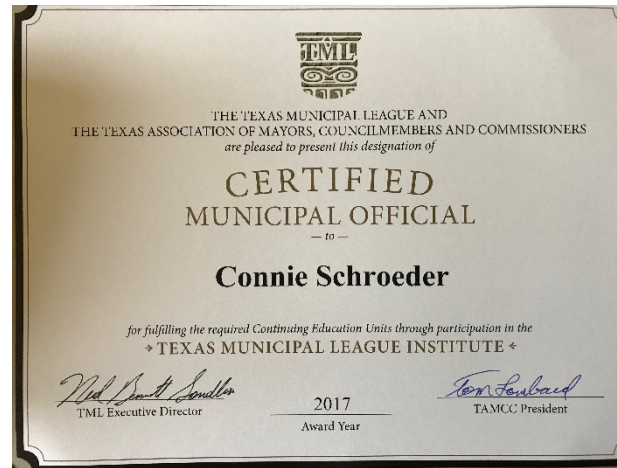 TML
THE TEXAS MUNICIPAL LEAGUE AND
THE TEXAS ASSOCIATION OF MAYORS, COUNCILMEMBERS AND COMMISSIONERS
are pleased to present this designation of
CERTIFIED
MUNICIPAL OFFICIAL
— to —
Connie Schroeder
for fulfilling the required Continuing Education Units through participation in the
TEXAS MUNICIPAL LEAGUE INSTITUTE
Tom Lombard
TML Executive Director
2017
TAMCC President
Award Year